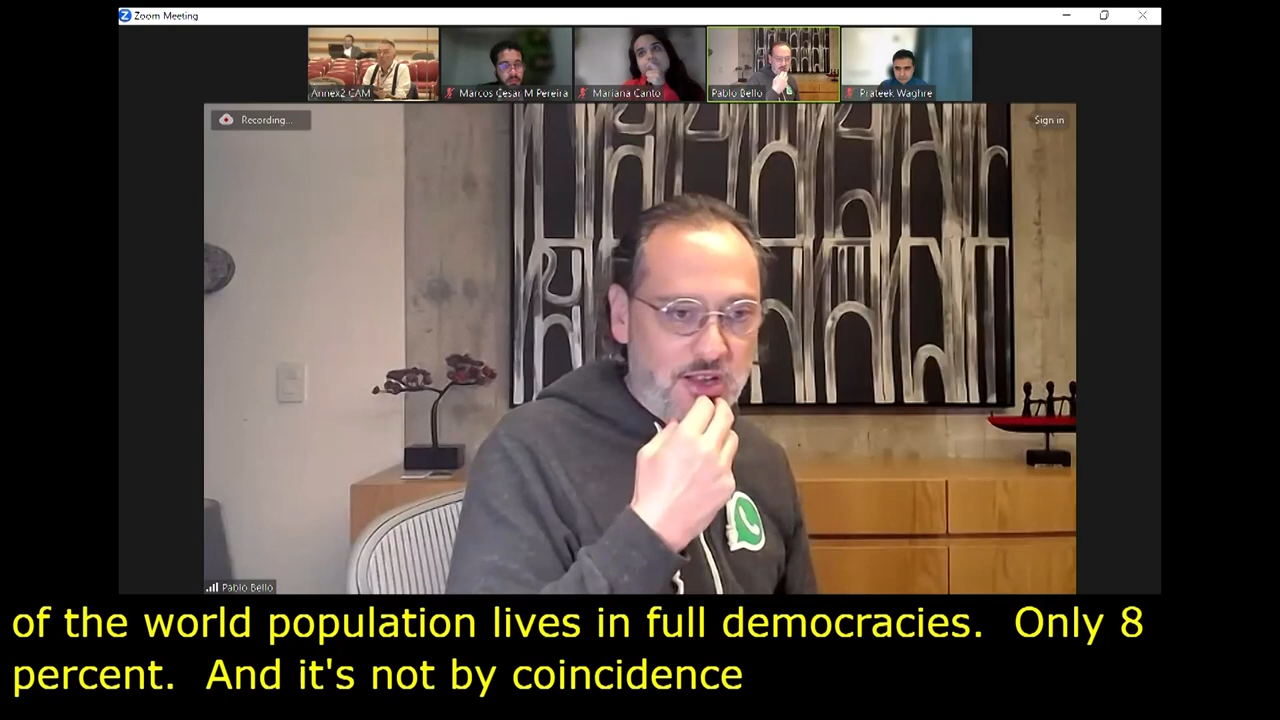 Zoom Meeting
Annex2 CAM
Marcos Cesar M Pereira
Mariana Canto
Pablo Bello
Prateek Waghre
Recording...
Sign in
Pablo Bello
of the world population lives in full democracies.  Only 8
percent.  And it's not by coincidence